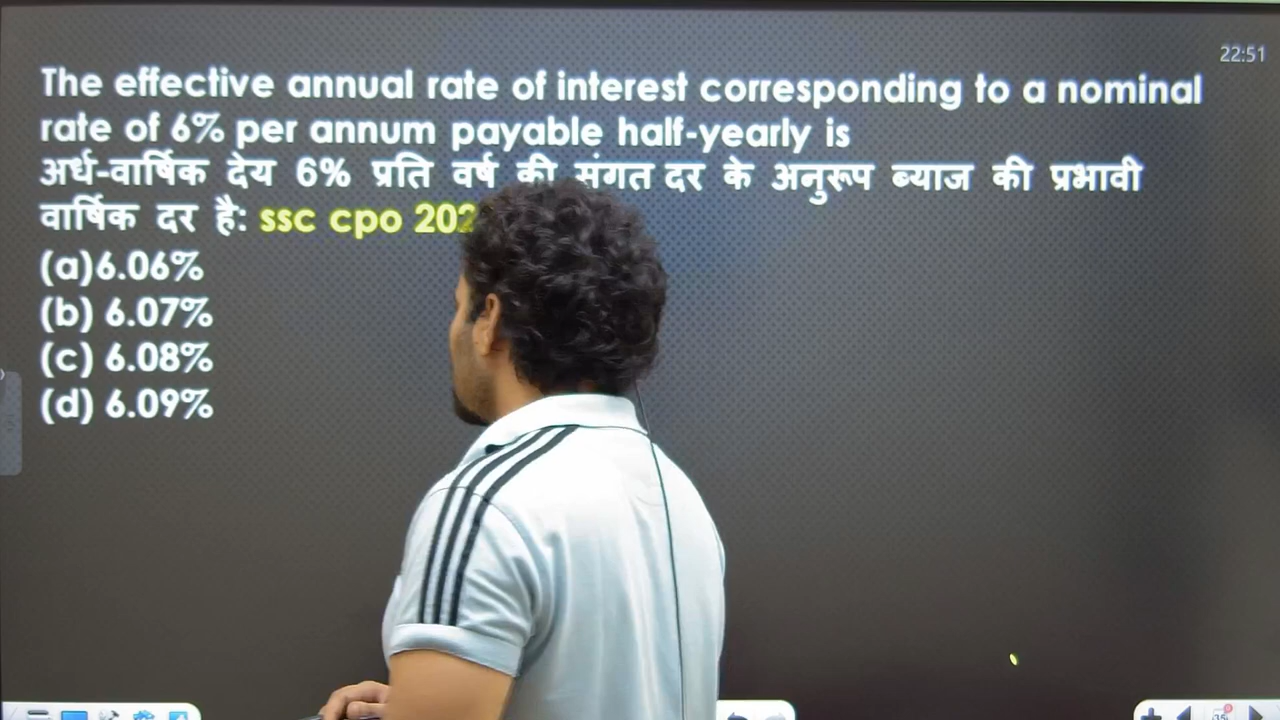 22:51
The effective annual rate of interest corresponding to a nominal
rate of 6% per annum payable half-yearly is
अर्ध-वार्षिक देय 6% प्रति वर्ष की संगत दर के अनुरूप ब्याज की प्रभावी
वार्षिक दर है: ssc cpo
(a)6.06%
(b) 6.07%
(c) 6.08%
(d) 6.09%